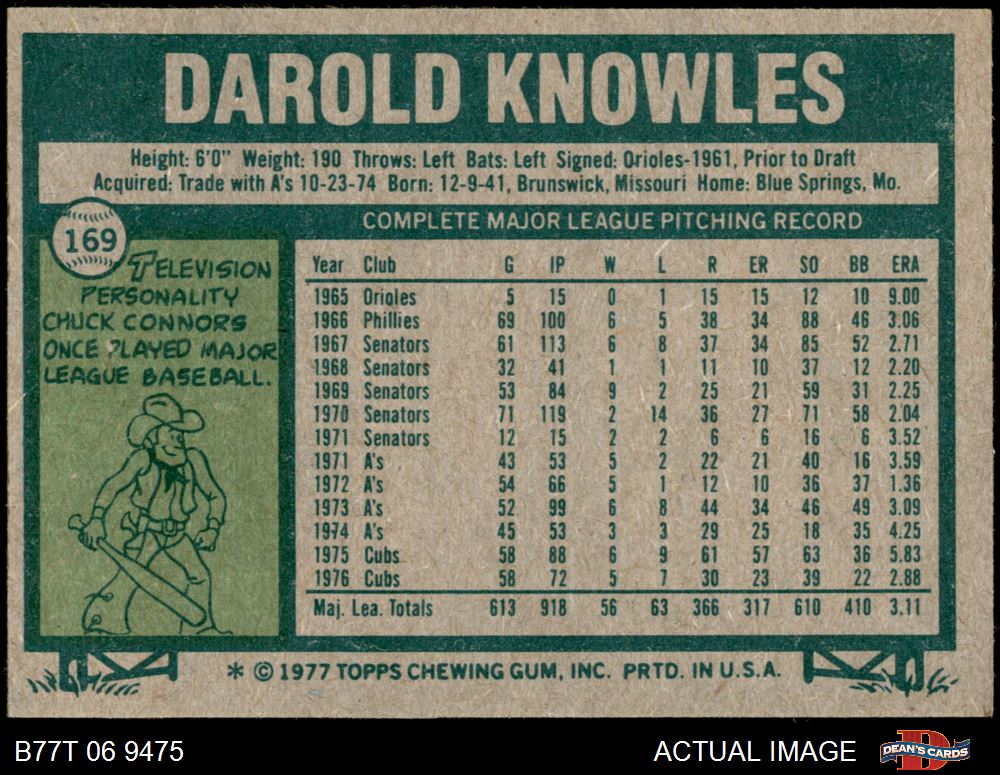 DAROLD KNOWLES
Height: 6'0" Weight: 190 Throws: Left Bats: Left Signed: Orioles-1961, Prior to Draft
Acquired: Trade with A's 10-23-74 Born: 12-9-41, Brunswick, Missouri Home: Blue Springs, Mo.
169
COMPLETE MAJOR LEAGUE PITCHING RECORD
TELEVISION
PERSONALITY
CHUCK CONNORS
ONCE PLAYED MAJOR
LEAGUE BASEBALL.
Year Club G IP W L R ER SO BB ERA
1965 Orioles 5 15 0 1 15 15 12 10 9.00
1966 Phillies 69 100 6 5 38 34 88 46 3.06
1967 Senators 61 113 6 8 37 34 85 52 2.71
1968 Senators 32 41 1 1 11 10 37 12 2.20
1969 Senators 53 84 9 2 25 21 59 31 2.25
1970 Senators 71 119 2 14 36 27 71 58 2.04
1971 Senators 12 15 2 2 6 6 16 6 3.52
1971 A's 43 53 5 2 22 21 40 16 3.59
1972 A's 54 66 5 1 12 10 36 37 1.36
1973 A's 52 99 6 8 44 34 46 49 3.09
1974 A's 45 53 3 3 29 25 18 35 4.25
1975 Cubs 58 88 6 9 61 57 63 36 5.83
1976 Cubs 58 72 5 7 30 23 39 22 2.88
Maj. Lea. Totals 613 918 56 63 366 317 610 410 3.11
* © 1977 TOPPS CHEWING GUM, INC. PRTD. IN U.S.A.
B77T 06 9475
ACTUAL IMAGE
DEAN'S CARDS